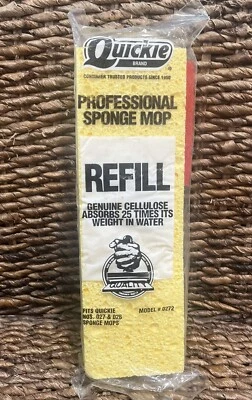 Quickie
BRAND
CONSUMER TRUSTED PRODUCTS SINCE
PROFESSIONAL
SPONGE MOP
REFILL
GENUINE CELLULOSE
ABSORBS 25 TIMES ITS
WEIGHT IN WATER
QUALITY
FITS QUICKIE
NOS. 027 & 026
SPONGE MOPS
MODEL # 0272